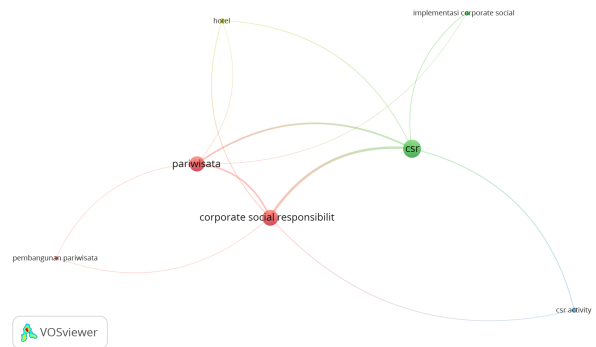 implementasi corporate social
hotel
csr
pariwisata
corporate social responsibilit
pembangunan pariwisata
csr activity
VOSviewer